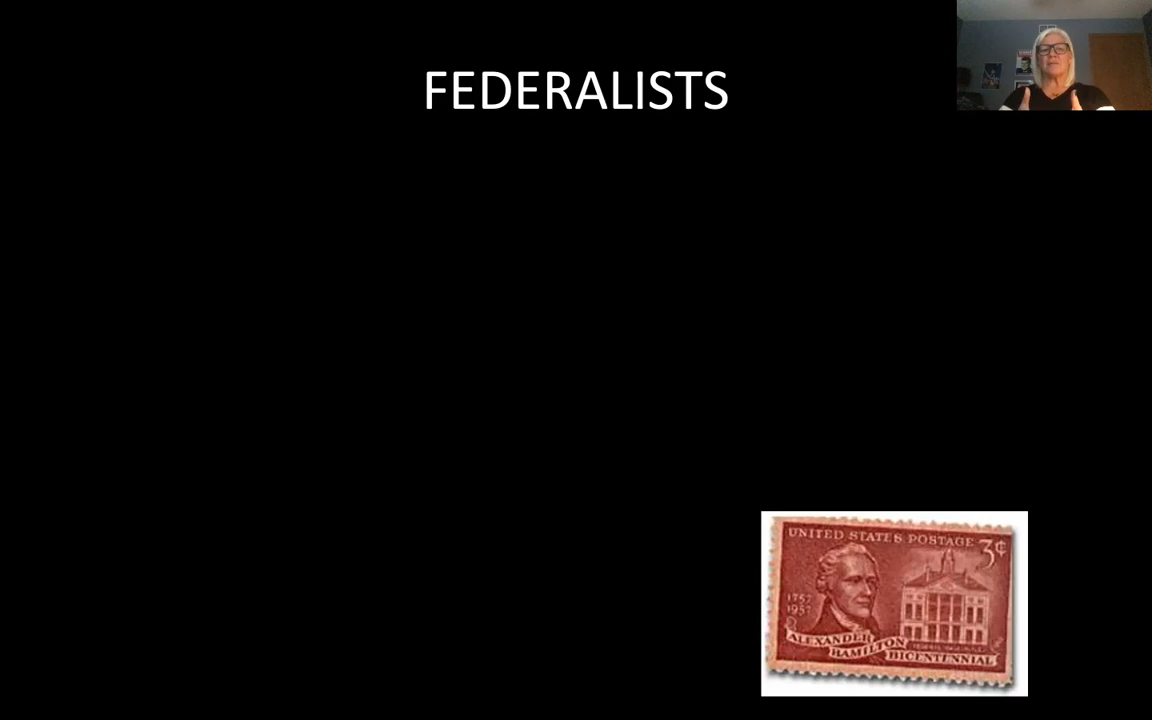 FEDERALISTS
UNITED STATES POSTAGE 3¢
1757
1957
ALEXANDER
HAMILTON
BICENTENNIAL